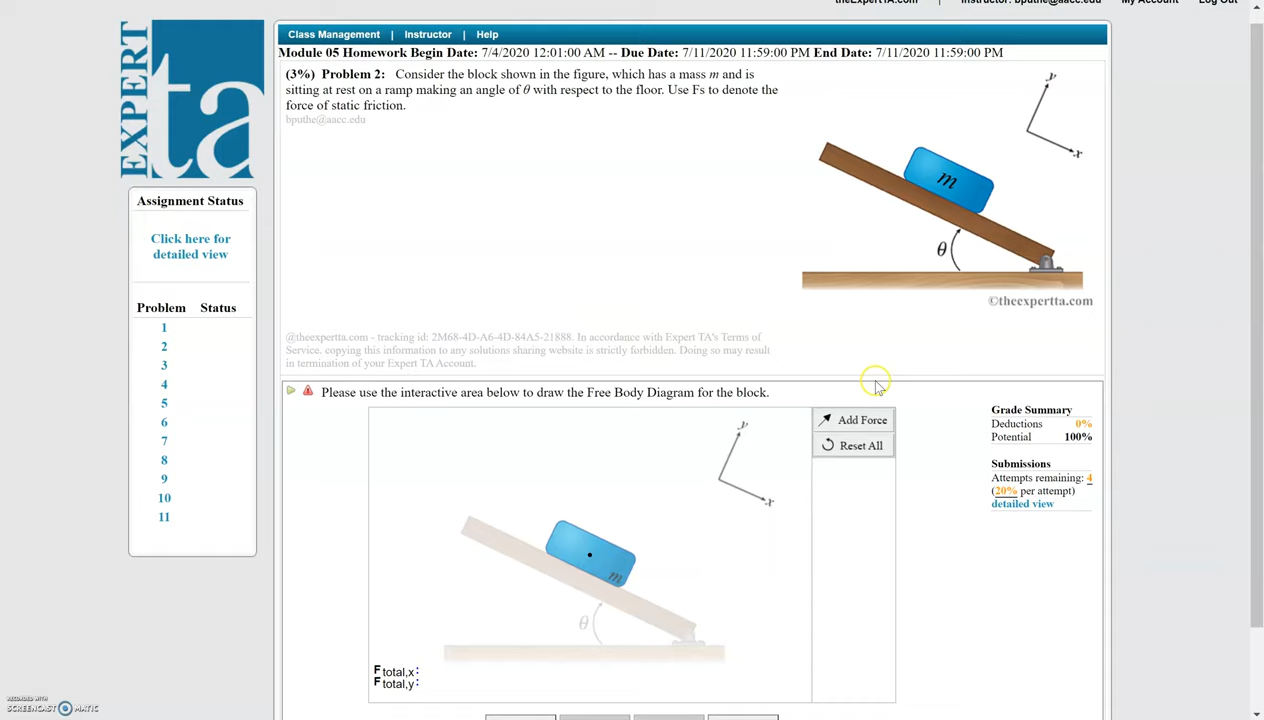 theExpertTA.com | Instructor: bputhe@aacc.edu My Account Log Out
EXPERT
ta
Class Management | Instructor | Help
Module 05 Homework Begin Date: 7/4/2020 12:01:00 AM -- Due Date: 7/11/2020 11:59:00 PM End Date: 7/11/2020 11:59:00 PM
(3%) Problem 2: Consider the block shown in the figure, which has a mass m and is
sitting at rest on a ramp making an angle of θ with respect to the floor. Use Fs to denote the
force of static friction.
bputhe@aacc.edu
y
x
m
θ
©theexpertta.com
Assignment Status
Click here for
detailed view
Problem Status
1
2
3
4
5
6
7
8
9
10
11
@theexpertta.com - tracking id: 2M68-4D-A6-4D-84A5-21888. In accordance with Expert TA's Terms of
Service. copying this information to any solutions sharing website is strictly forbidden. Doing so may result
in termination of your Expert TA Account.
Please use the interactive area below to draw the Free Body Diagram for the block.
y
x
m
θ
F total,x :
F total,y :
Add Force
Reset All
Grade Summary
Deductions 0%
Potential 100%
Submissions
Attempts remaining: 4
(20% per attempt)
detailed view
RECORDED WITH
SCREENCAST MATIC